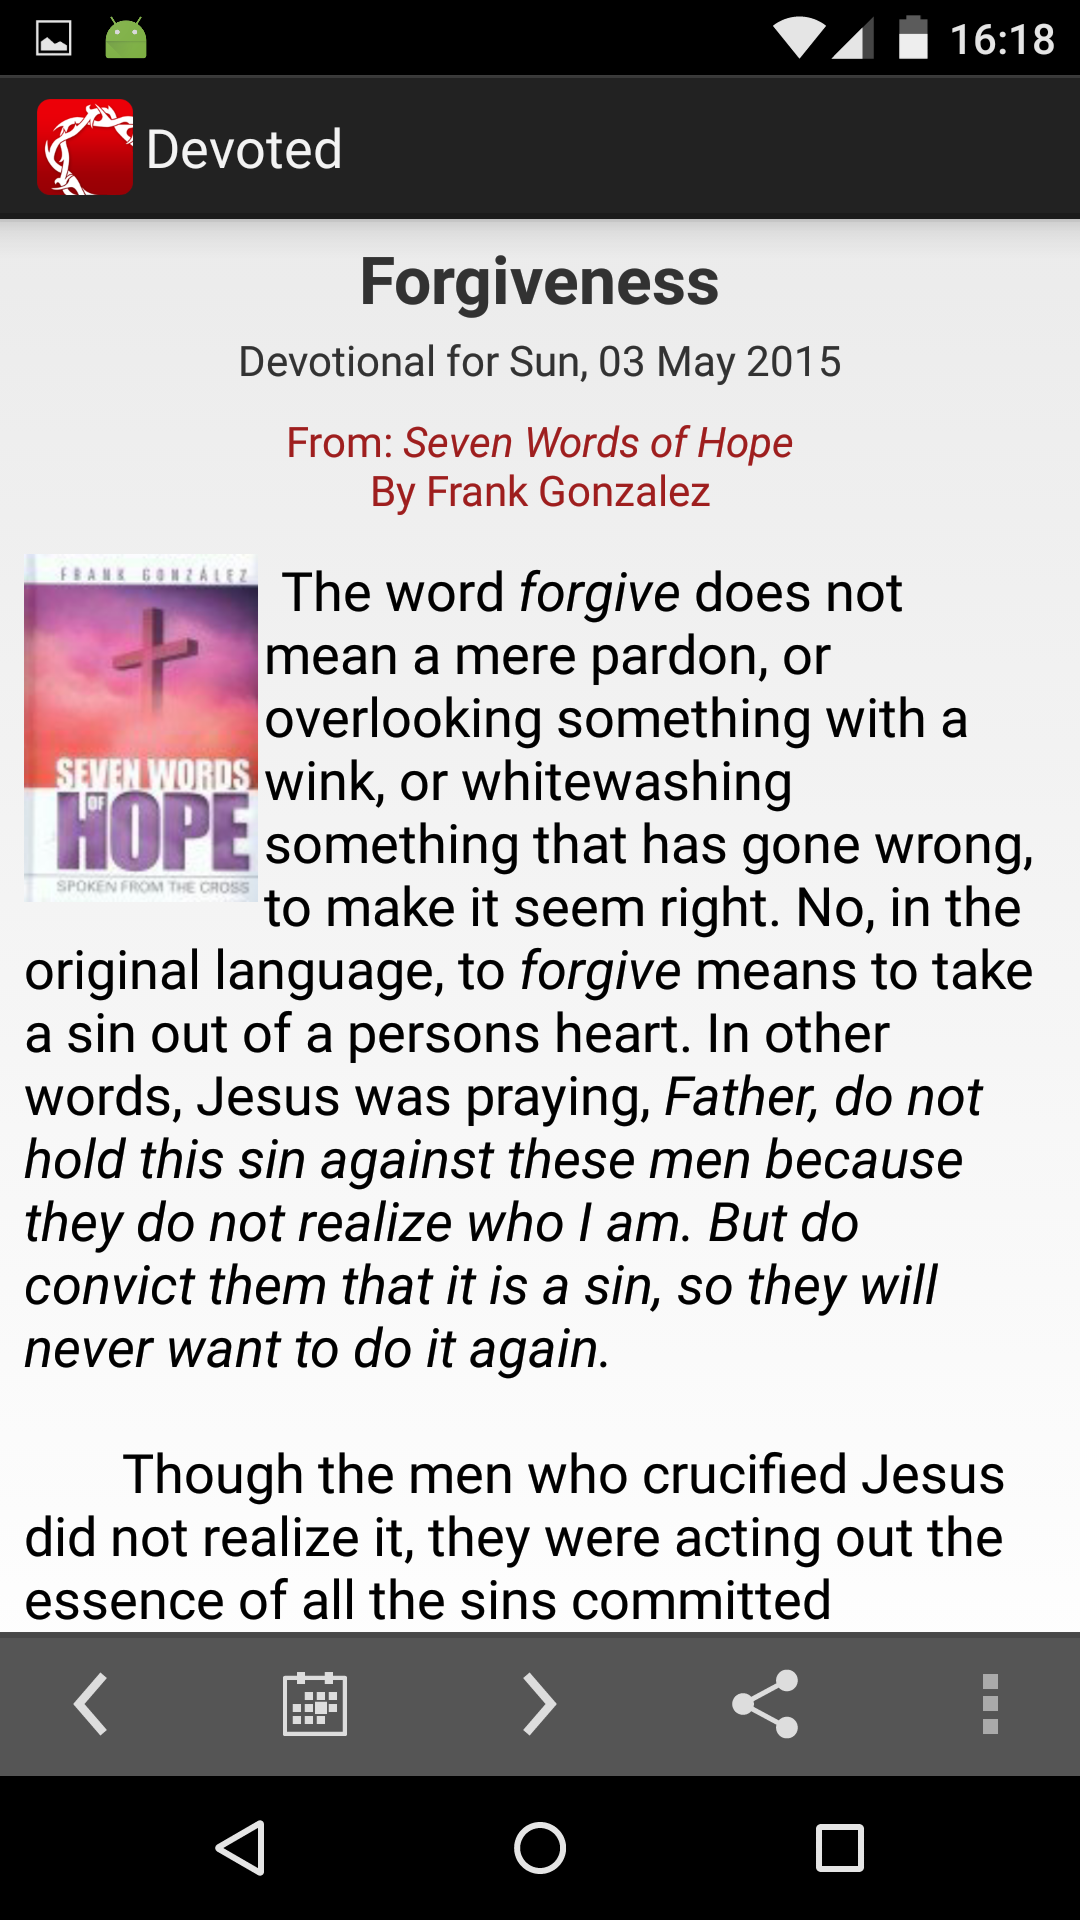 16:18
Devoted
Forgiveness
Devotional for Sun, 03 May 2015
From: Seven Words of Hope
By Frank Gonzalez
FRANK GONZÁLEZ
SEVEN WORDS
OF
HOPE
SPOKEN FROM THE CROSS
The word forgive does not
mean a mere pardon, or
overlooking something with a
wink, or whitewashing
something that has gone wrong,
to make it seem right. No, in the
original language, to forgive means to take
a sin out of a persons heart. In other
words, Jesus was praying, Father, do not
hold this sin against these men because
they do not realize who I am. But do
convict them that it is a sin, so they will
never want to do it again.
Though the men who crucified Jesus
did not realize it, they were acting out the
essence of all the sins committed